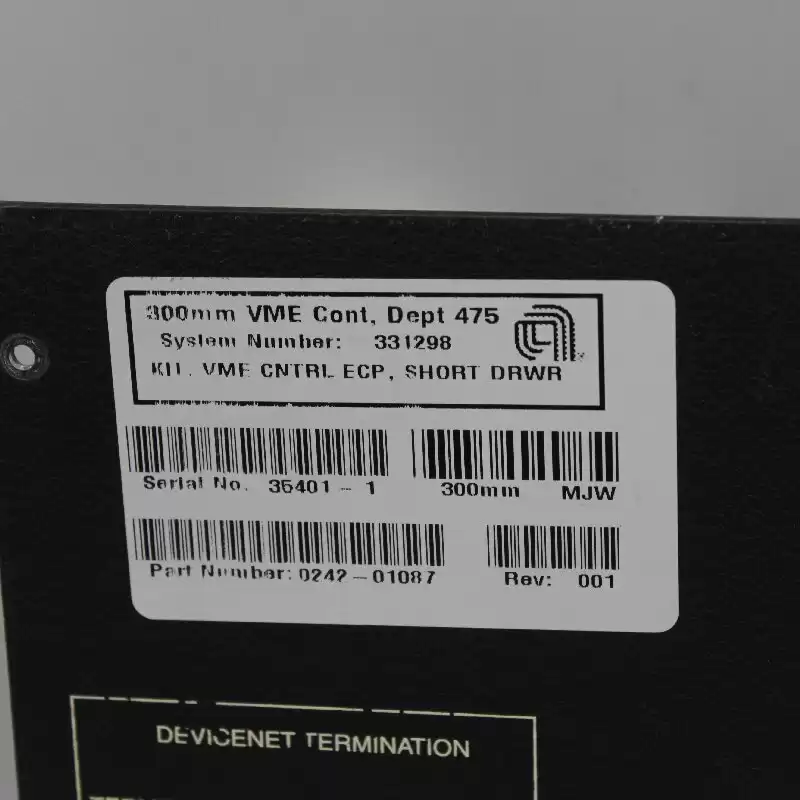 300mm VME Cont, Dept 475
System Number: 331298
KIT, VME CNTRL ECP, SHORT DRWR
Serial No. 35401-1 300mm MJW
Part Number: 0242-01087 Rev: 001
DEVICENET TERMINATION